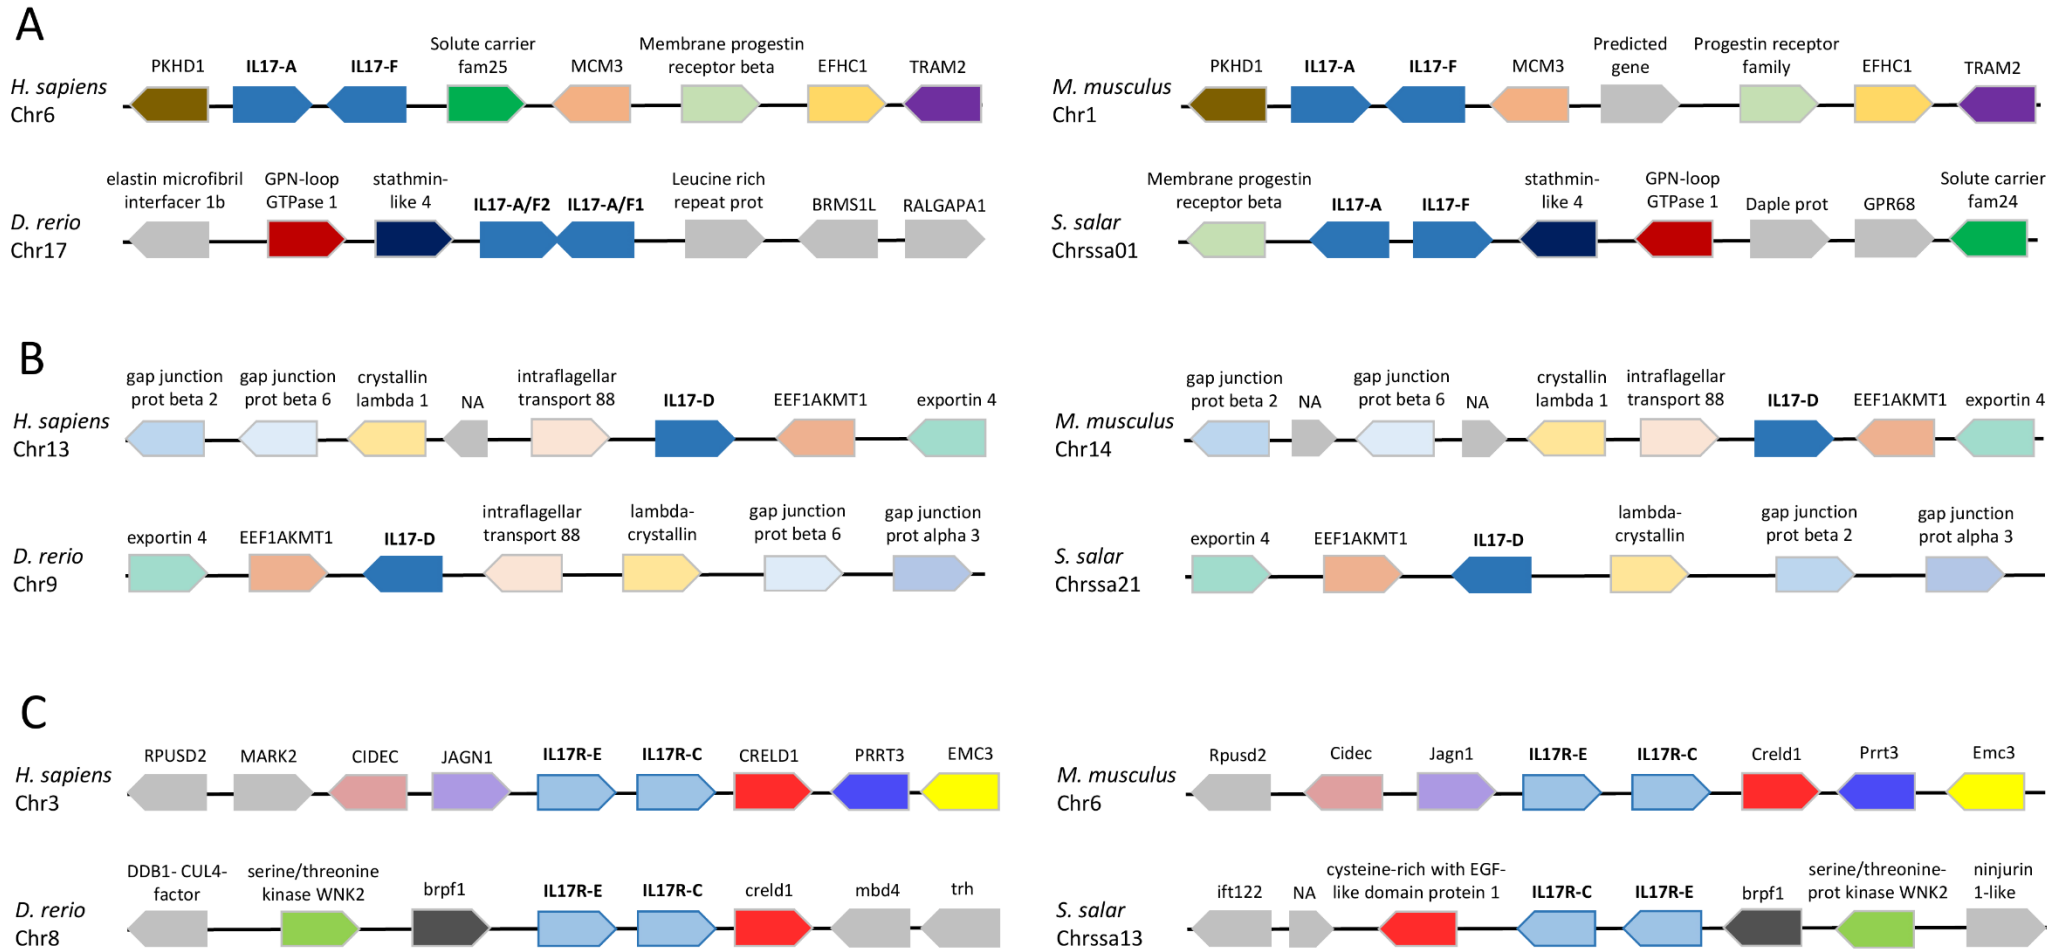 A
H. sapiens
Chr6
PKHD1
IL17-A
IL17-F
Solute carrier
fam25
MCM3
Membrane progestin
receptor beta
EFHC1
TRAM2
M. musculus
Chr1
PKHD1
IL17-A
IL17-F
MCM3
Predicted
gene
Progestin receptor
family
EFHC1
TRAM2
D. rerio
Chr17
elastin microfibril
interfacer 1b
GPN-loop
GTPase 1
stathmin-
like 4
IL17-A/F2
IL17-A/F1
Leucine rich
repeat prot
BRMS1L
RALGAPA1
S. salar
Chrssa01
Membrane progestin
receptor beta
IL17-A
IL17-F
stathmin-
like 4
GPN-loop
GTPase 1
Daple prot
GPR68
Solute carrier
fam24
B
H. sapiens
Chr13
gap junction
prot beta 2
gap junction
prot beta 6
crystallin
lambda 1
NA
intraflagellar
transport 88
IL17-D
EEF1AKMT1
exportin 4
M. musculus
Chr14
gap junction
prot beta 2
NA
gap junction
prot beta 6
NA
crystallin
lambda 1
intraflagellar
transport 88
IL17-D
EEF1AKMT1
exportin 4
D. rerio
Chr9
exportin 4
EEF1AKMT1
IL17-D
intraflagellar
transport 88
lambda-
crystallin
gap junction
prot beta 6
gap junction
prot alpha 3
S. salar
Chrssa21
exportin 4
EEF1AKMT1
IL17-D
lambda-
crystallin
gap junction
prot beta 2
gap junction
prot alpha 3
C
H. sapiens
Chr3
RPUSD2
MARK2
CIDEC
JAGN1
IL17R-E
IL17R-C
CRELD1
PRRT3
EMC3
M. musculus
Chr6
Rpusd2
Cidec
Jagn1
IL17R-E
IL17R-C
Creld1
Prrt3
Emc3
D. rerio
Chr8
DDB1- CUL4-
factor
serine/threonine
kinase WNK2
brpf1
IL17R-E
IL17R-C
creld1
mbd4
trh
S. salar
Chrssa13
ift122
NA
cysteine-rich with EGF-
like domain protein 1
IL17R-C
IL17R-E
brpf1
serine/threonine-
prot kinase WNK2
ninjurin
1-like